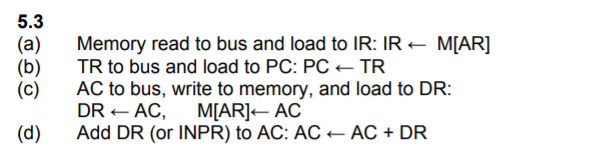 5.3
(a) Memory read to bus and load to IR: IR ← M[AR]
(b) TR to bus and load to PC: PC ← TR
(c) AC to bus, write to memory, and load to DR:
DR ← AC, M[AR]← AC
(d) Add DR (or INPR) to AC: AC ← AC + DR